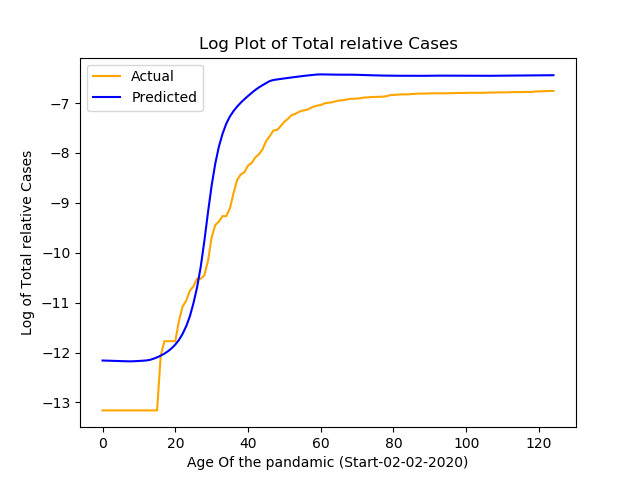 Log Plot of Total relative Cases
Actual
Predicted
Log of Total relative Cases
−7
−8
−9
−10
−11
−12
−13
0 20 40 60 80 100 120
Age Of the pandamic (Start-02-02-2020)